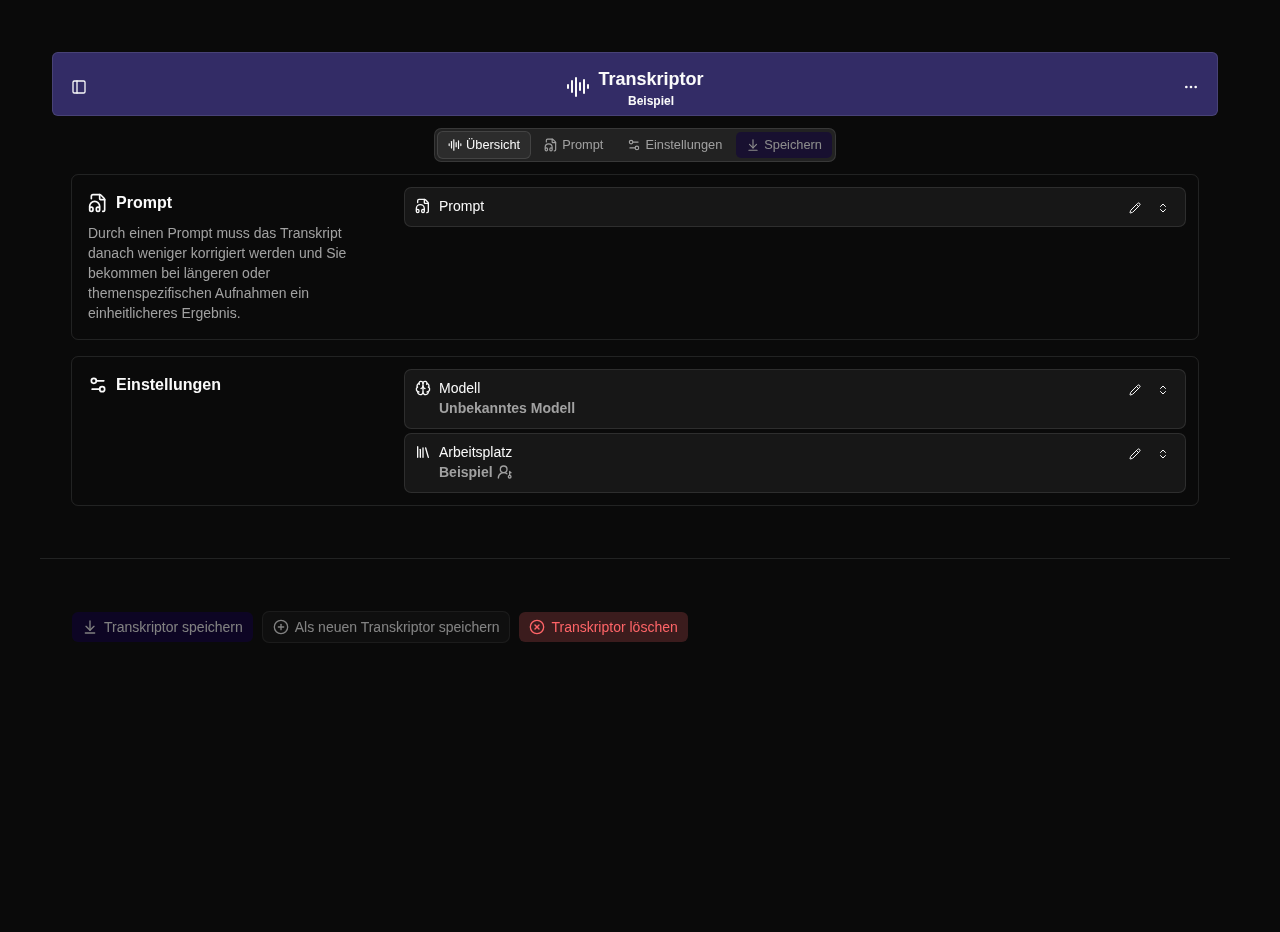 Transkriptor
Beispiel
Übersicht
Prompt
Einstellungen
Speichern
Prompt
Durch einen Prompt muss das Transkript
danach weniger korrigiert werden und Sie
bekommen bei längeren oder
themenspezifischen Aufnahmen ein
einheitlicheres Ergebnis.
Prompt
Einstellungen
Modell
Unbekanntes Modell
Arbeitsplatz
Beispiel
Transkriptor speichern
Als neuen Transkriptor speichern
Transkriptor löschen